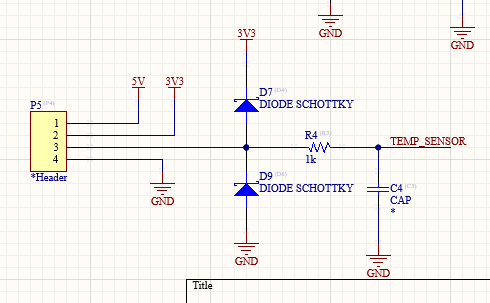 GND
GND
3V3
5V
3V3
D7 (D4)
DIODE SCHOTTKY
P5 (P4)
1
2
3
4
*Header
R4 (R3)
1k
TEMP_SENSOR
D9
DIODE SCHOTTKY
C4 (C3)
CAP
*
GND
GND
GND
Title